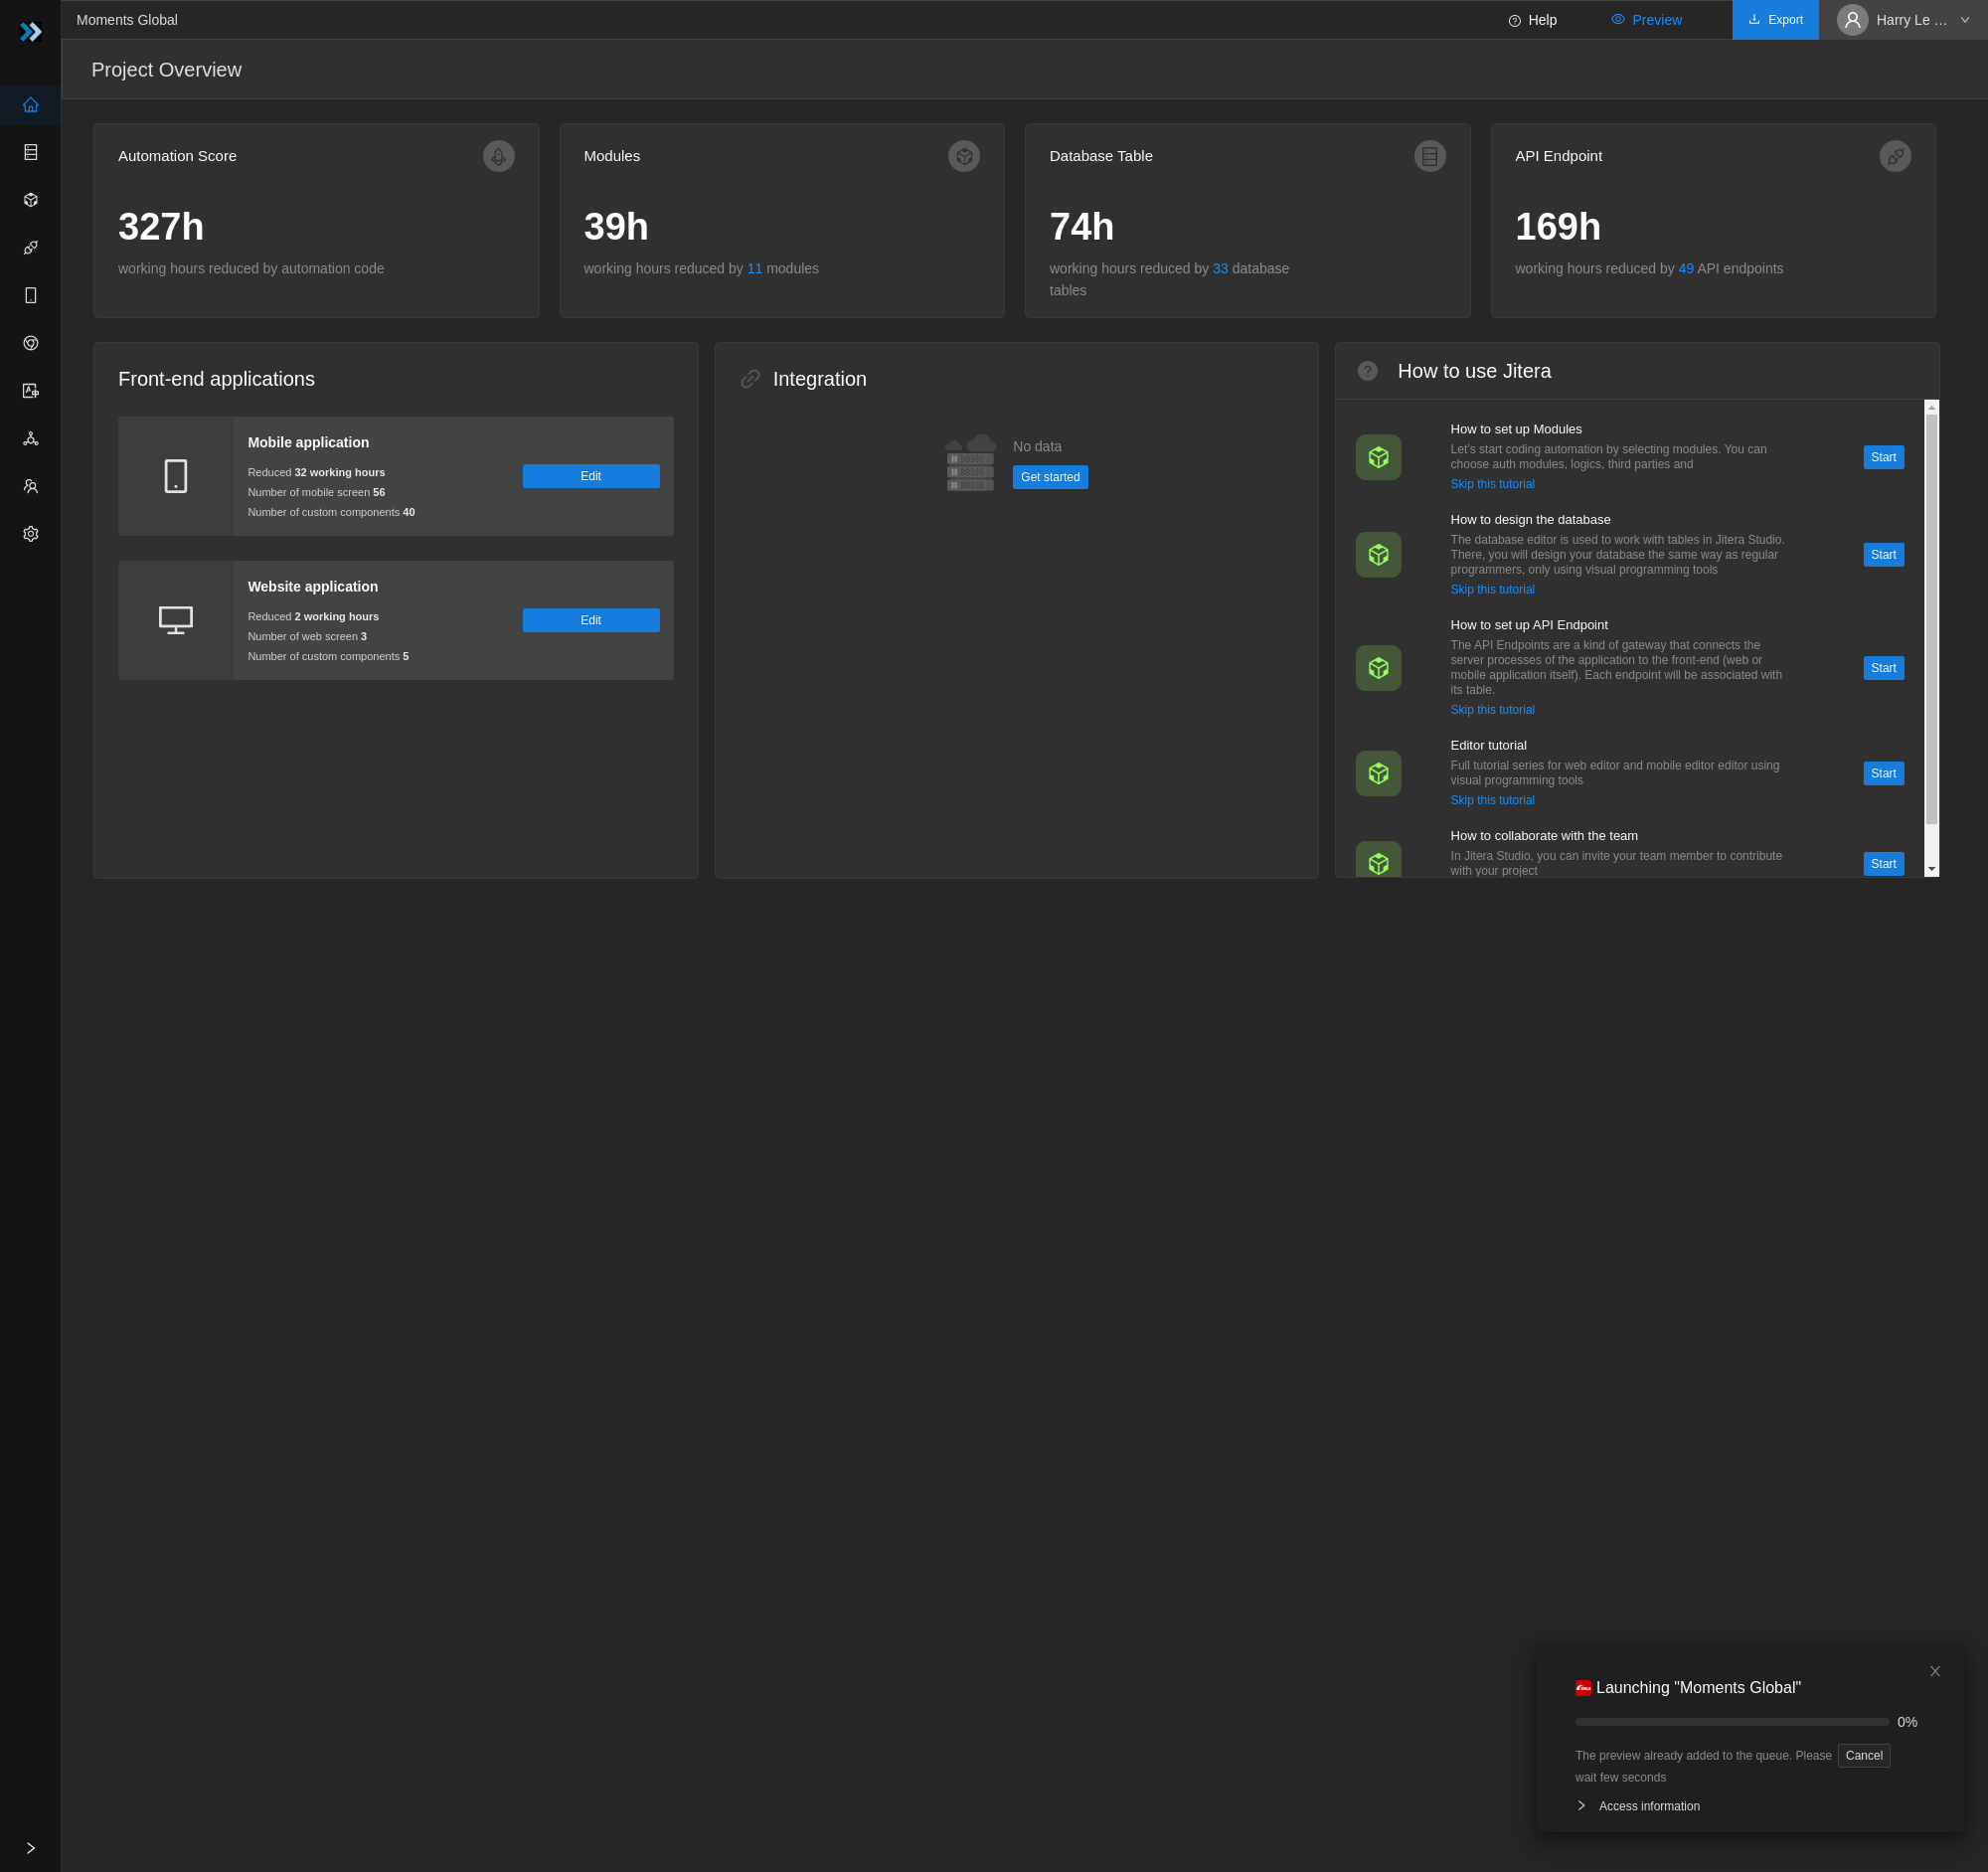 Moments Global
Help
Preview
Export
Harry Le ...
Project Overview
Automation Score
327h
working hours reduced by automation code
Modules
39h
working hours reduced by 11 modules
Database Table
74h
working hours reduced by 33 database
tables
API Endpoint
169h
working hours reduced by 49 API endpoints
Front-end applications
Mobile application
Reduced 32 working hours
Number of mobile screen 56
Number of custom components 40
Edit
Website application
Reduced 2 working hours
Number of web screen 3
Number of custom components 5
Edit
Integration
No data
Get started
How to use Jitera
How to set up Modules
Let's start coding automation by selecting modules. You can
choose auth modules, logics, third parties and
Skip this tutorial
Start
How to design the database
The database editor is used to work with tables in Jitera Studio.
There, you will design your database the same way as regular
programmers, only using visual programming tools
Skip this tutorial
Start
How to set up API Endpoint
The API Endpoints are a kind of gateway that connects the
server processes of the application to the front-end (web or
mobile application itself). Each endpoint will be associated with
its table.
Skip this tutorial
Start
Editor tutorial
Full tutorial series for web editor and mobile editor editor using
visual programming tools
Skip this tutorial
Start
How to collaborate with the team
In Jitera Studio, you can invite your team member to contribute
with your project
Start
Launching "Moments Global"
0%
The preview already added to the queue. Please
wait few seconds
Cancel
Access information